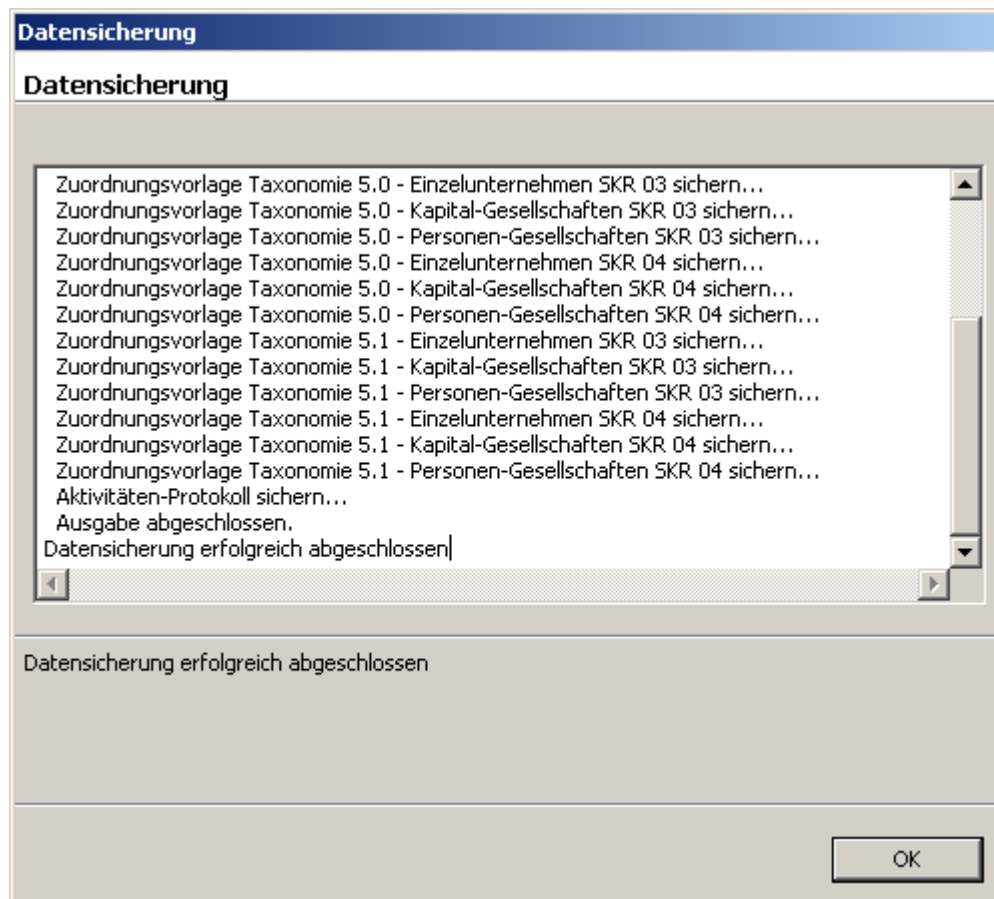 Datensicherung
Datensicherung
Zuordnungsvorlage Taxonomie 5.0 - Einzelunternehmen SKR 03 sichern...
Zuordnungsvorlage Taxonomie 5.0 - Kapital-Gesellschaften SKR 03 sichern...
Zuordnungsvorlage Taxonomie 5.0 - Personen-Gesellschaften SKR 03 sichern...
Zuordnungsvorlage Taxonomie 5.0 - Einzelunternehmen SKR 04 sichern...
Zuordnungsvorlage Taxonomie 5.0 - Kapital-Gesellschaften SKR 04 sichern...
Zuordnungsvorlage Taxonomie 5.0 - Personen-Gesellschaften SKR 04 sichern...
Zuordnungsvorlage Taxonomie 5.1 - Einzelunternehmen SKR 03 sichern...
Zuordnungsvorlage Taxonomie 5.1 - Kapital-Gesellschaften SKR 03 sichern...
Zuordnungsvorlage Taxonomie 5.1 - Personen-Gesellschaften SKR 03 sichern...
Zuordnungsvorlage Taxonomie 5.1 - Einzelunternehmen SKR 04 sichern...
Zuordnungsvorlage Taxonomie 5.1 - Kapital-Gesellschaften SKR 04 sichern...
Zuordnungsvorlage Taxonomie 5.1 - Personen-Gesellschaften SKR 04 sichern...
Aktivitäten-Protokoll sichern...
Ausgabe abgeschlossen.
Datensicherung erfolgreich abgeschlossen
Datensicherung erfolgreich abgeschlossen
OK